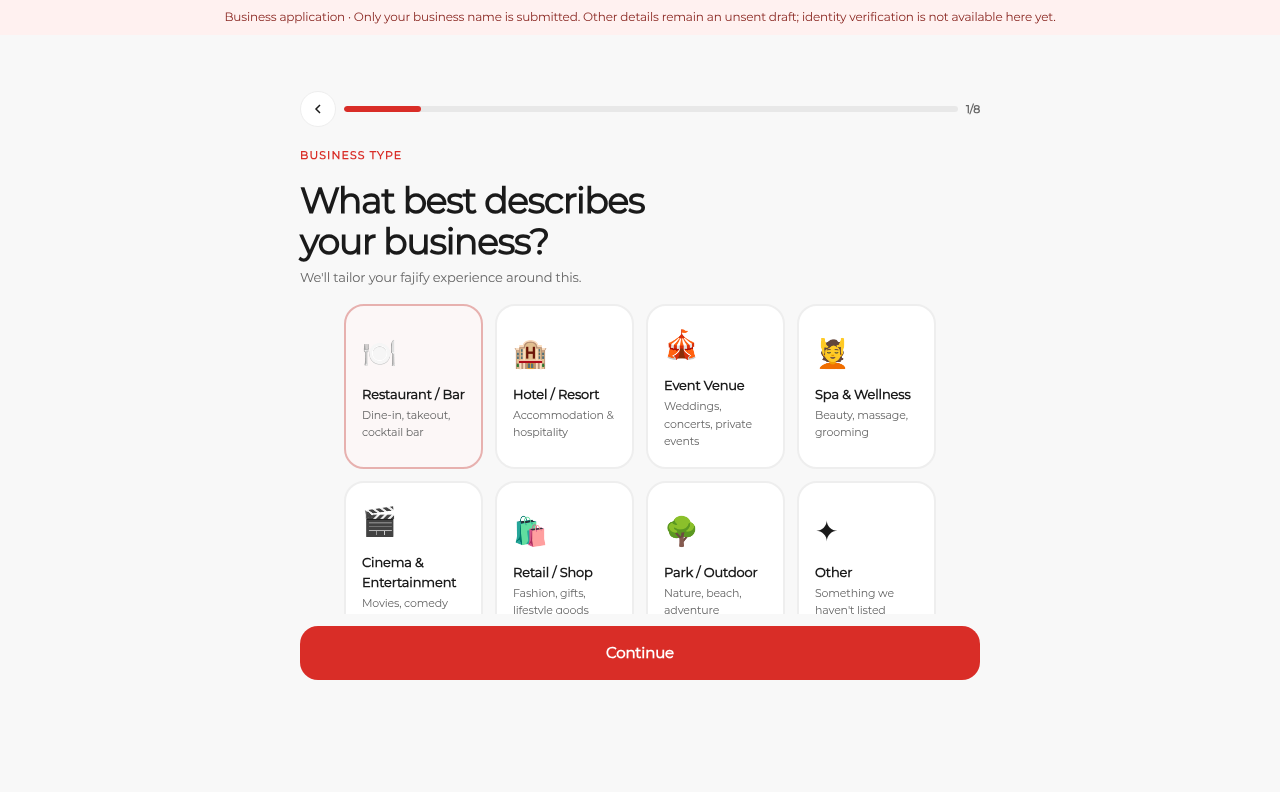 Business application · Only your business name is submitted. Other details remain an unsent draft; identity verification is not available here yet.
1/8
BUSINESS TYPE
What best describes
your business?
We'll tailor your fajify experience around this.
Restaurant / Bar
Dine-in, takeout,
cocktail bar
Hotel / Resort
Accommodation &
hospitality
Event Venue
Weddings,
concerts, private
events
Spa & Wellness
Beauty, massage,
grooming
Cinema &
Entertainment
Movies, comedy
Retail / Shop
Fashion, gifts,
lifestyle goods
Park / Outdoor
Nature, beach,
adventure
Other
Something we
haven't listed
Continue